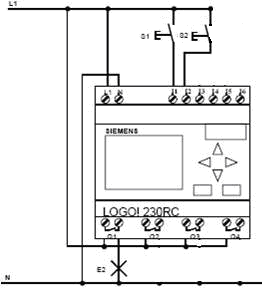 L1
S1 S2
L1 N I1 I2 I3 I4 I5 I6
SIEMENS
LOGO! 230RC
Q1 Q2 Q3 Q4
E2
N